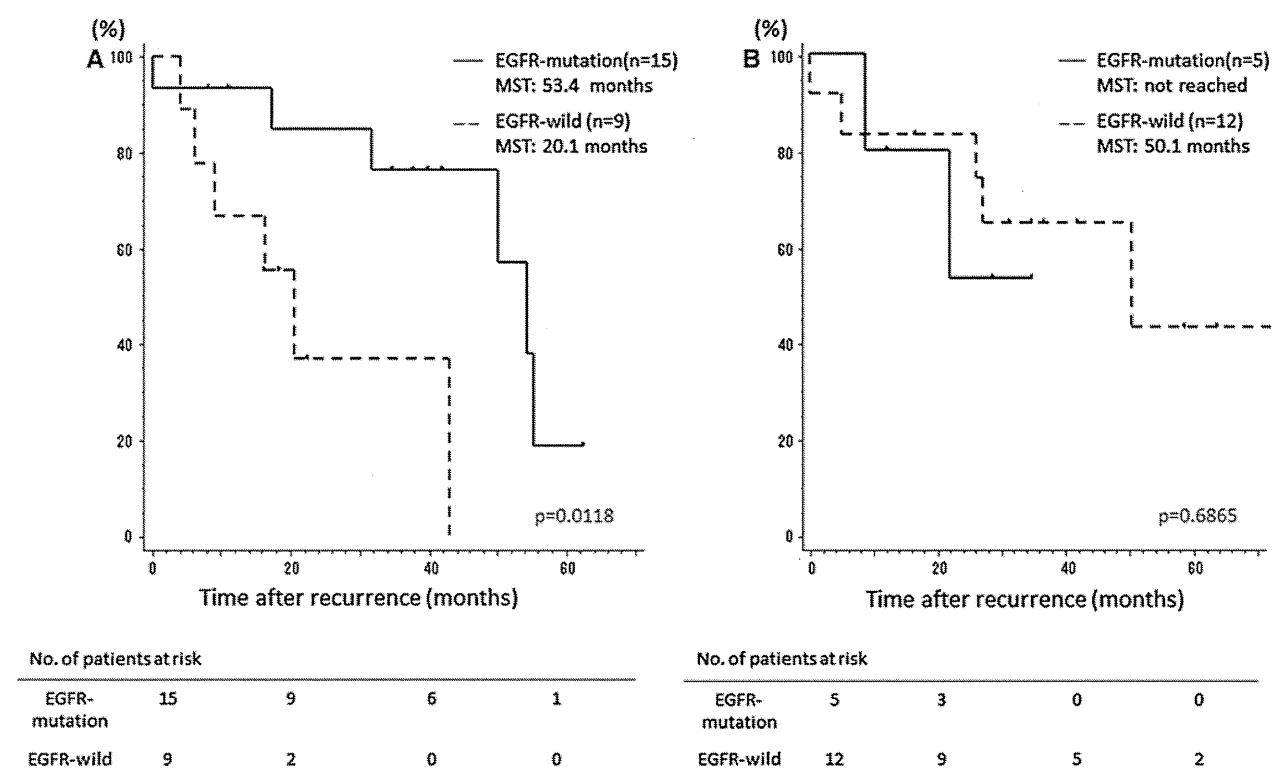 (%)
A
EGFR-mutation(n=15)
MST: 53.4 months
EGFR-wild (n=9)
MST: 20.1 months
100
80
60
40
20
0
p=0.0118
0 20 40 60
Time after recurrence (months)
No. of patients at risk
EGFR-
mutation 15 9 6 1
EGFR-wild 9 2 0 0
(%)
B
EGFR-mutation(n=5)
MST: not reached
EGFR-wild (n=12)
MST: 50.1 months
100
80
60
40
20
0
p=0.6865
0 20 40 60
Time after recurrence (months)
No. of patients at risk
EGFR-
mutation 5 3 0 0
EGFR-wild 12 9 5 2